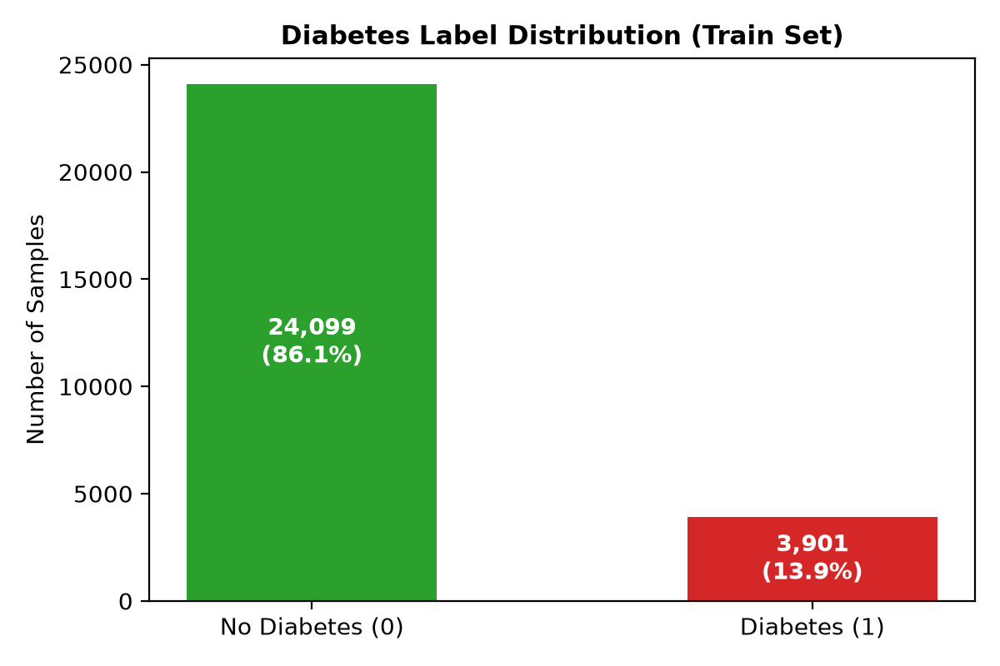 Diabetes Label Distribution (Train Set)
Number of Samples
25000
20000
15000
10000
5000
0
24,099
(86.1%)
3,901
(13.9%)
No Diabetes (0)
Diabetes (1)